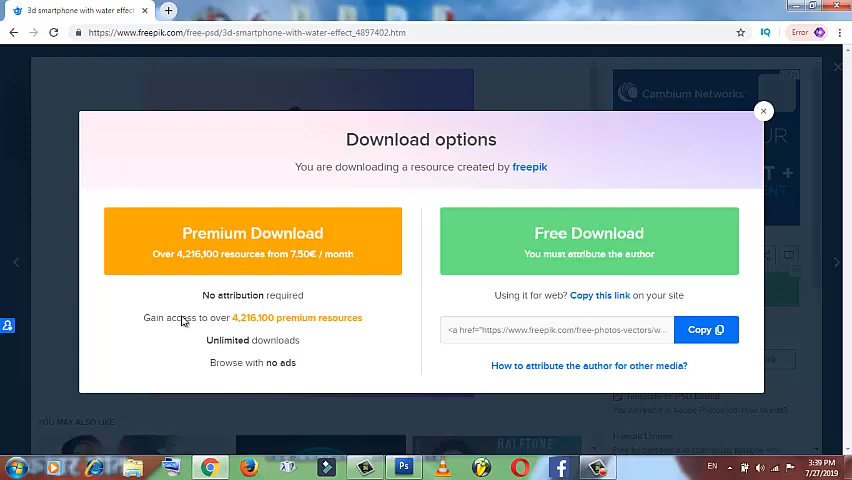 3d smartphone with water effect
https://www.freepik.com/free-psd/3d-smartphone-with-water-effect_4897402.htm
IQ
Error
Cambium Networks
Download options
You are downloading a resource created by freepik
Premium Download
Over 4,216,100 resources from 7.50€ / month
Free Download
You must attribute the author
No attribution required
Using it for web? Copy this link on your site
Gain access to over 4,216,100 premium resources
<a href="https://www.freepik.com/free-photos-vectors/w...
Copy
Unlimited downloads
Browse with no ads
How to attribute the author for other media?
YOU MAY ALSO LIKE
Freepik License
HALFTONE
Ps
EN
3:39 PM
7/27/2019